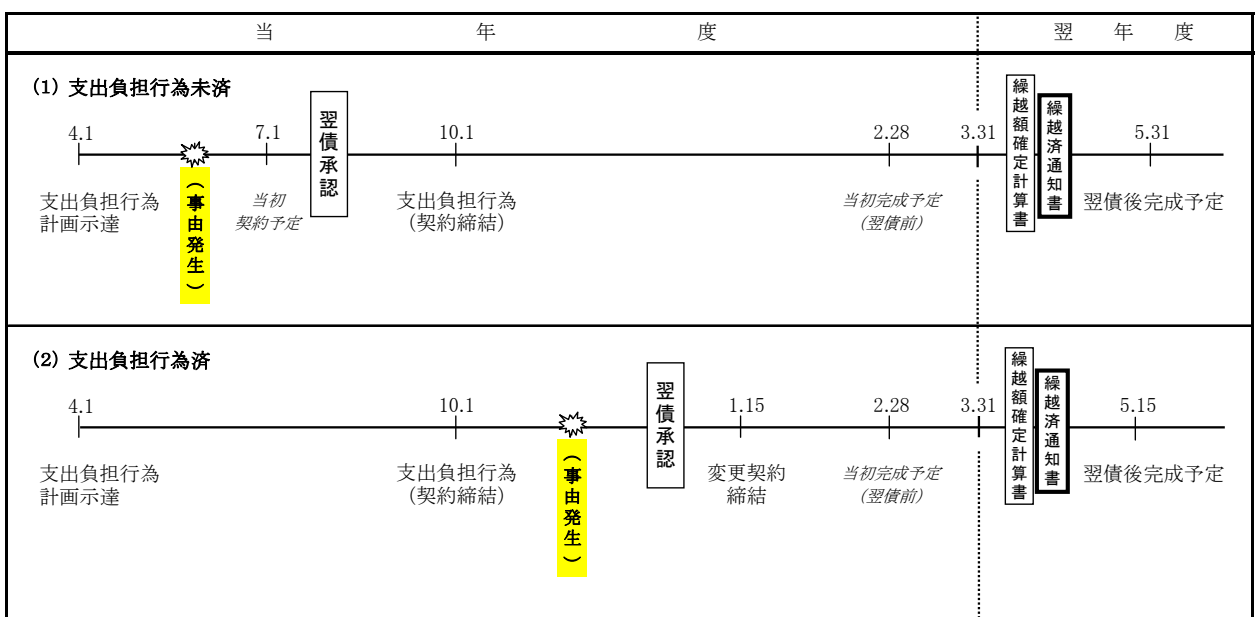 当年度
翌年度
(1) 支出負担行為未済
4.1
7.1
10.1
2.28
3.31
5.31
支出負担行為
計画示達
(事由発生)
当初
契約予定
翌債承認
支出負担行為
(契約締結)
当初完成予定
(翌債前)
繰越額確定計算書
繰越済通知書
翌債後完成予定
(2) 支出負担行為済
4.1
10.1
1.15
2.28
3.31
5.15
支出負担行為
計画示達
支出負担行為
(契約締結)
(事由発生)
翌債承認
変更契約
締結
当初完成予定
(翌債前)
繰越額確定計算書
繰越済通知書
翌債後完成予定